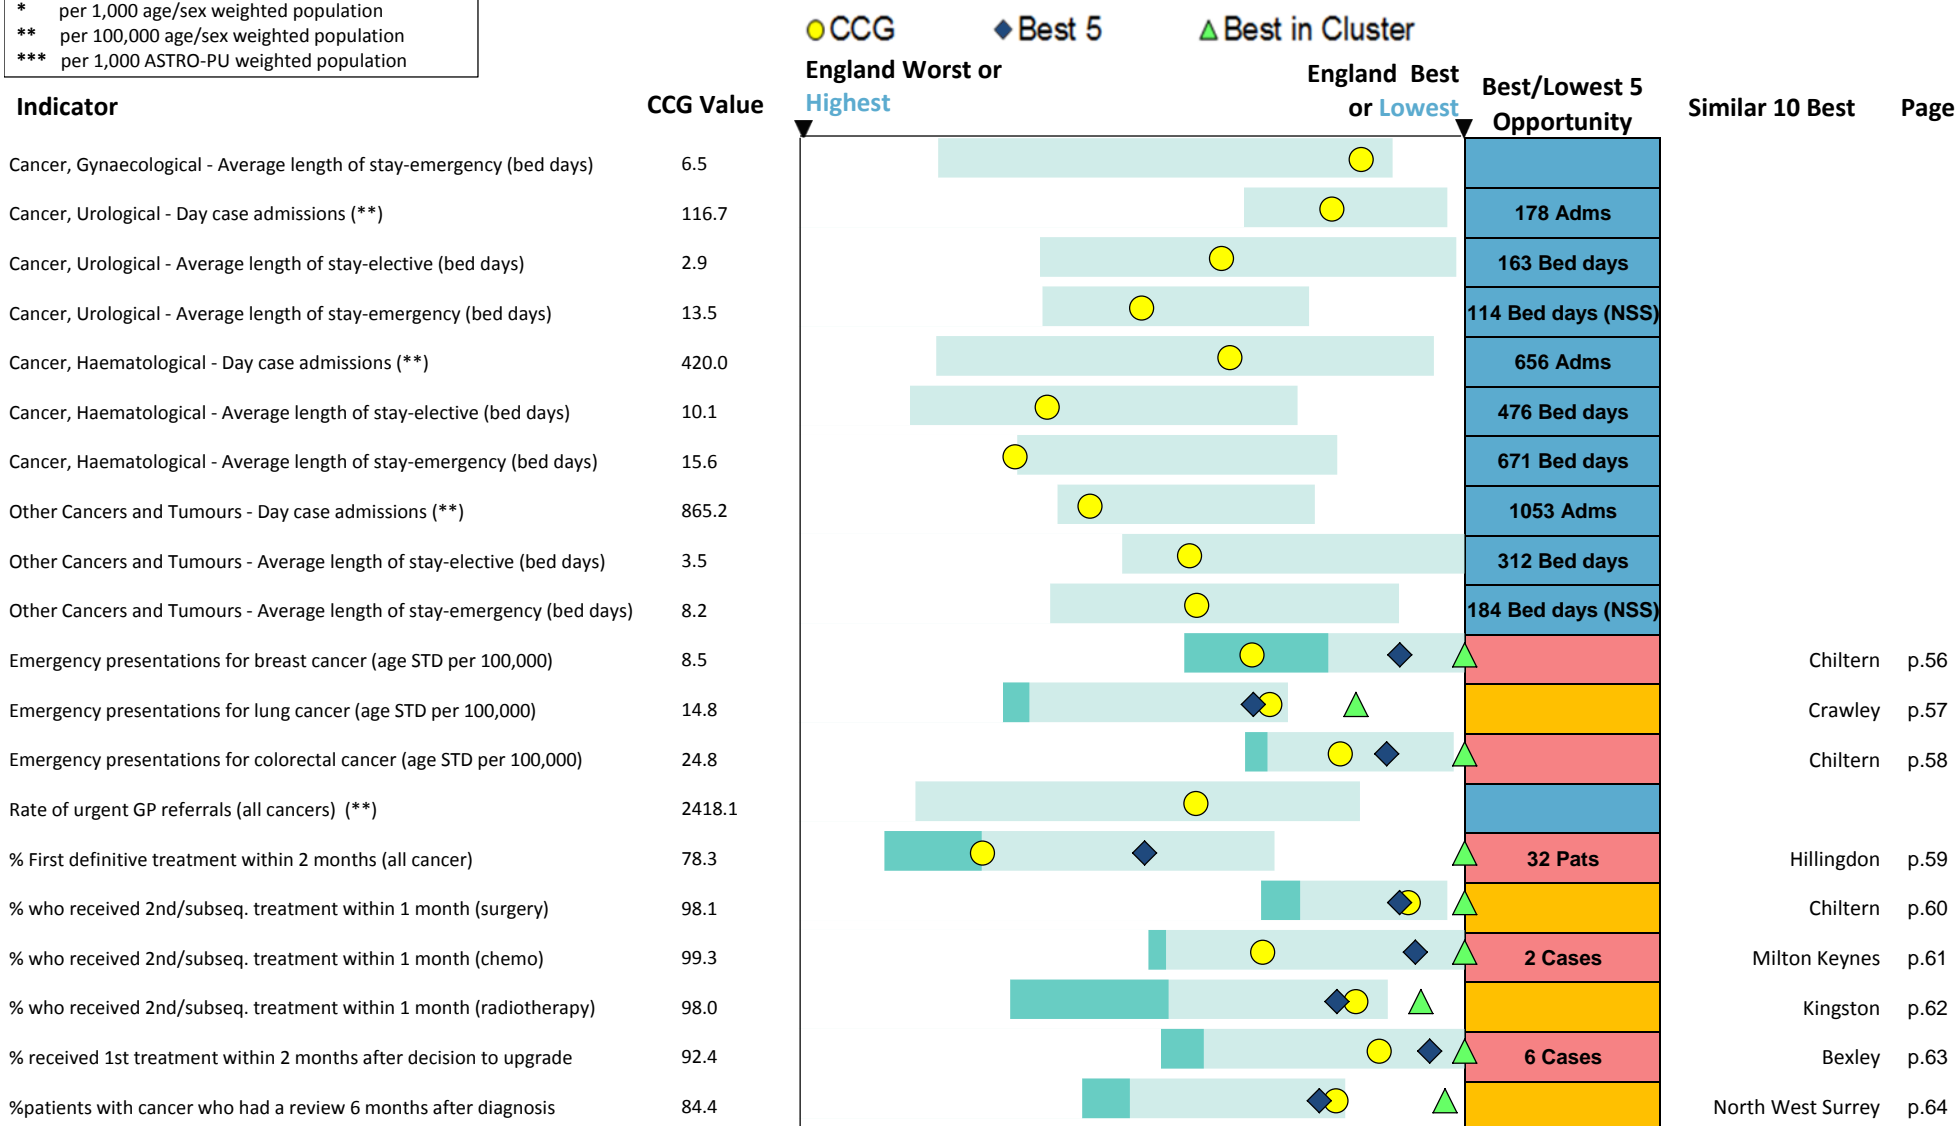 * per 1,000 age/sex weighted population
** per 100,000 age/sex weighted population
*** per 1,000 ASTRO-PU weighted population
CCG Best 5 Best in Cluster
Indicator CCG Value England Worst or Highest England Best or Lowest Best/Lowest 5 Opportunity Similar 10 Best Page
Cancer, Gynaecological - Average length of stay-emergency (bed days) 6.5
Cancer, Urological - Day case admissions (**) 116.7 178 Adms
Cancer, Urological - Average length of stay-elective (bed days) 2.9 163 Bed days
Cancer, Urological - Average length of stay-emergency (bed days) 13.5 114 Bed days (NSS)
Cancer, Haematological - Day case admissions (**) 420.0 656 Adms
Cancer, Haematological - Average length of stay-elective (bed days) 10.1 476 Bed days
Cancer, Haematological - Average length of stay-emergency (bed days) 15.6 671 Bed days
Other Cancers and Tumours - Day case admissions (**) 865.2 1053 Adms
Other Cancers and Tumours - Average length of stay-elective (bed days) 3.5 312 Bed days
Other Cancers and Tumours - Average length of stay-emergency (bed days) 8.2 184 Bed days (NSS)
Emergency presentations for breast cancer (age STD per 100,000) 8.5 Chiltern p.56
Emergency presentations for lung cancer (age STD per 100,000) 14.8 Crawley p.57
Emergency presentations for colorectal cancer (age STD per 100,000) 24.8 Chiltern p.58
Rate of urgent GP referrals (all cancers) (**) 2418.1
% First definitive treatment within 2 months (all cancer) 78.3 32 Pats Hillingdon p.59
% who received 2nd/subseq. treatment within 1 month (surgery) 98.1 Chiltern p.60
% who received 2nd/subseq. treatment within 1 month (chemo) 99.3 2 Cases Milton Keynes p.61
% who received 2nd/subseq. treatment within 1 month (radiotherapy) 98.0 Kingston p.62
% received 1st treatment within 2 months after decision to upgrade 92.4 6 Cases Bexley p.63
%patients with cancer who had a review 6 months after diagnosis 84.4 North West Surrey p.64